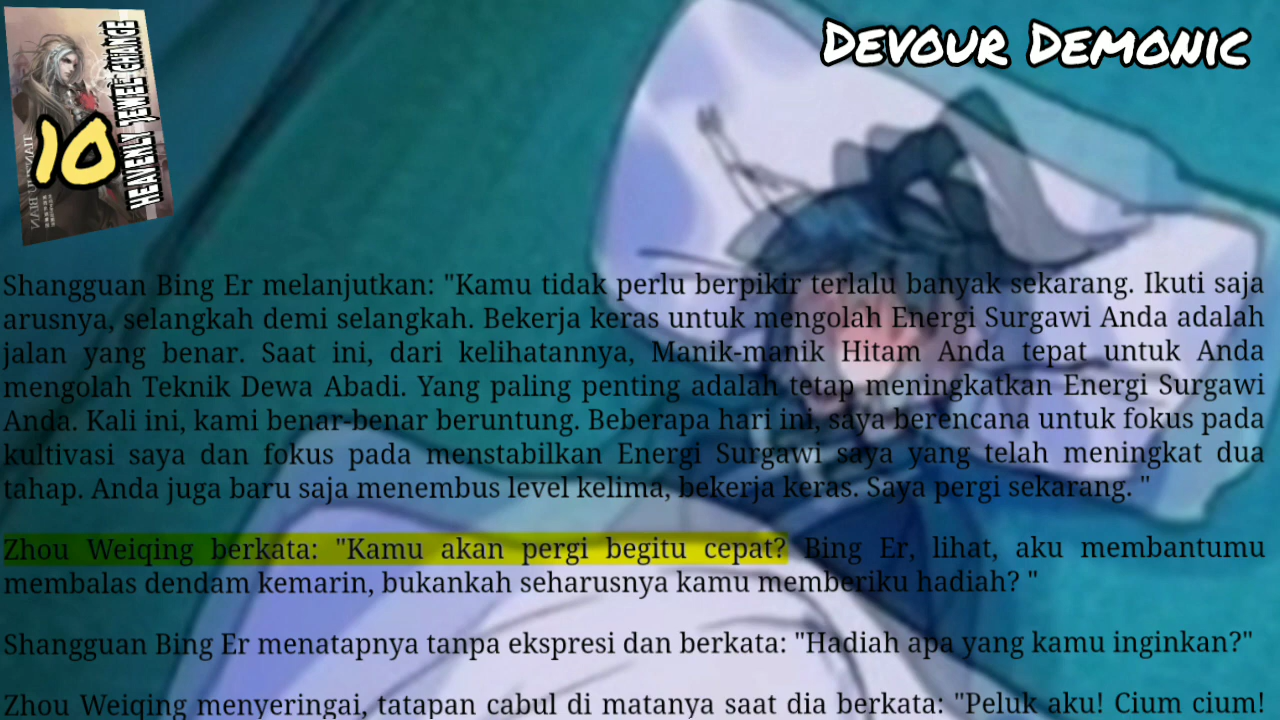 DEVOUR DEMONIC
HEAVENLY JEWEL CHANGE
10
Shangguan Bing Er melanjutkan: "Kamu tidak perlu berpikir terlalu banyak sekarang. Ikuti saja
arusnya, selangkah demi selangkah. Bekerja keras untuk mengolah Energi Surgawi Anda adalah
jalan yang benar. Saat ini, dari kelihatannya, Manik-manik Hitam Anda tepat untuk Anda
mengolah Teknik Dewa Abadi. Yang paling penting adalah tetap meningkatkan Energi Surgawi
Anda. Kali ini, kami benar-benar beruntung. Beberapa hari ini, saya berencana untuk fokus pada
kultivasi saya dan fokus pada menstabilkan Energi Surgawi saya yang telah meningkat dua
tahap. Anda juga baru saja menembus level kelima, bekerja keras. Saya pergi sekarang. "
Zhou Weiqing berkata: "Kamu akan pergi begitu cepat? Bing Er, lihat, aku membantumu
membalas dendam kemarin, bukankah seharusnya kamu memberiku hadiah? "
Shangguan Bing Er menatapnya tanpa ekspresi dan berkata: "Hadiah apa yang kamu inginkan?"
Zhou Weiqing menyeringai, tatapan cabul di matanya saat dia berkata: "Peluk aku! Cium cium!